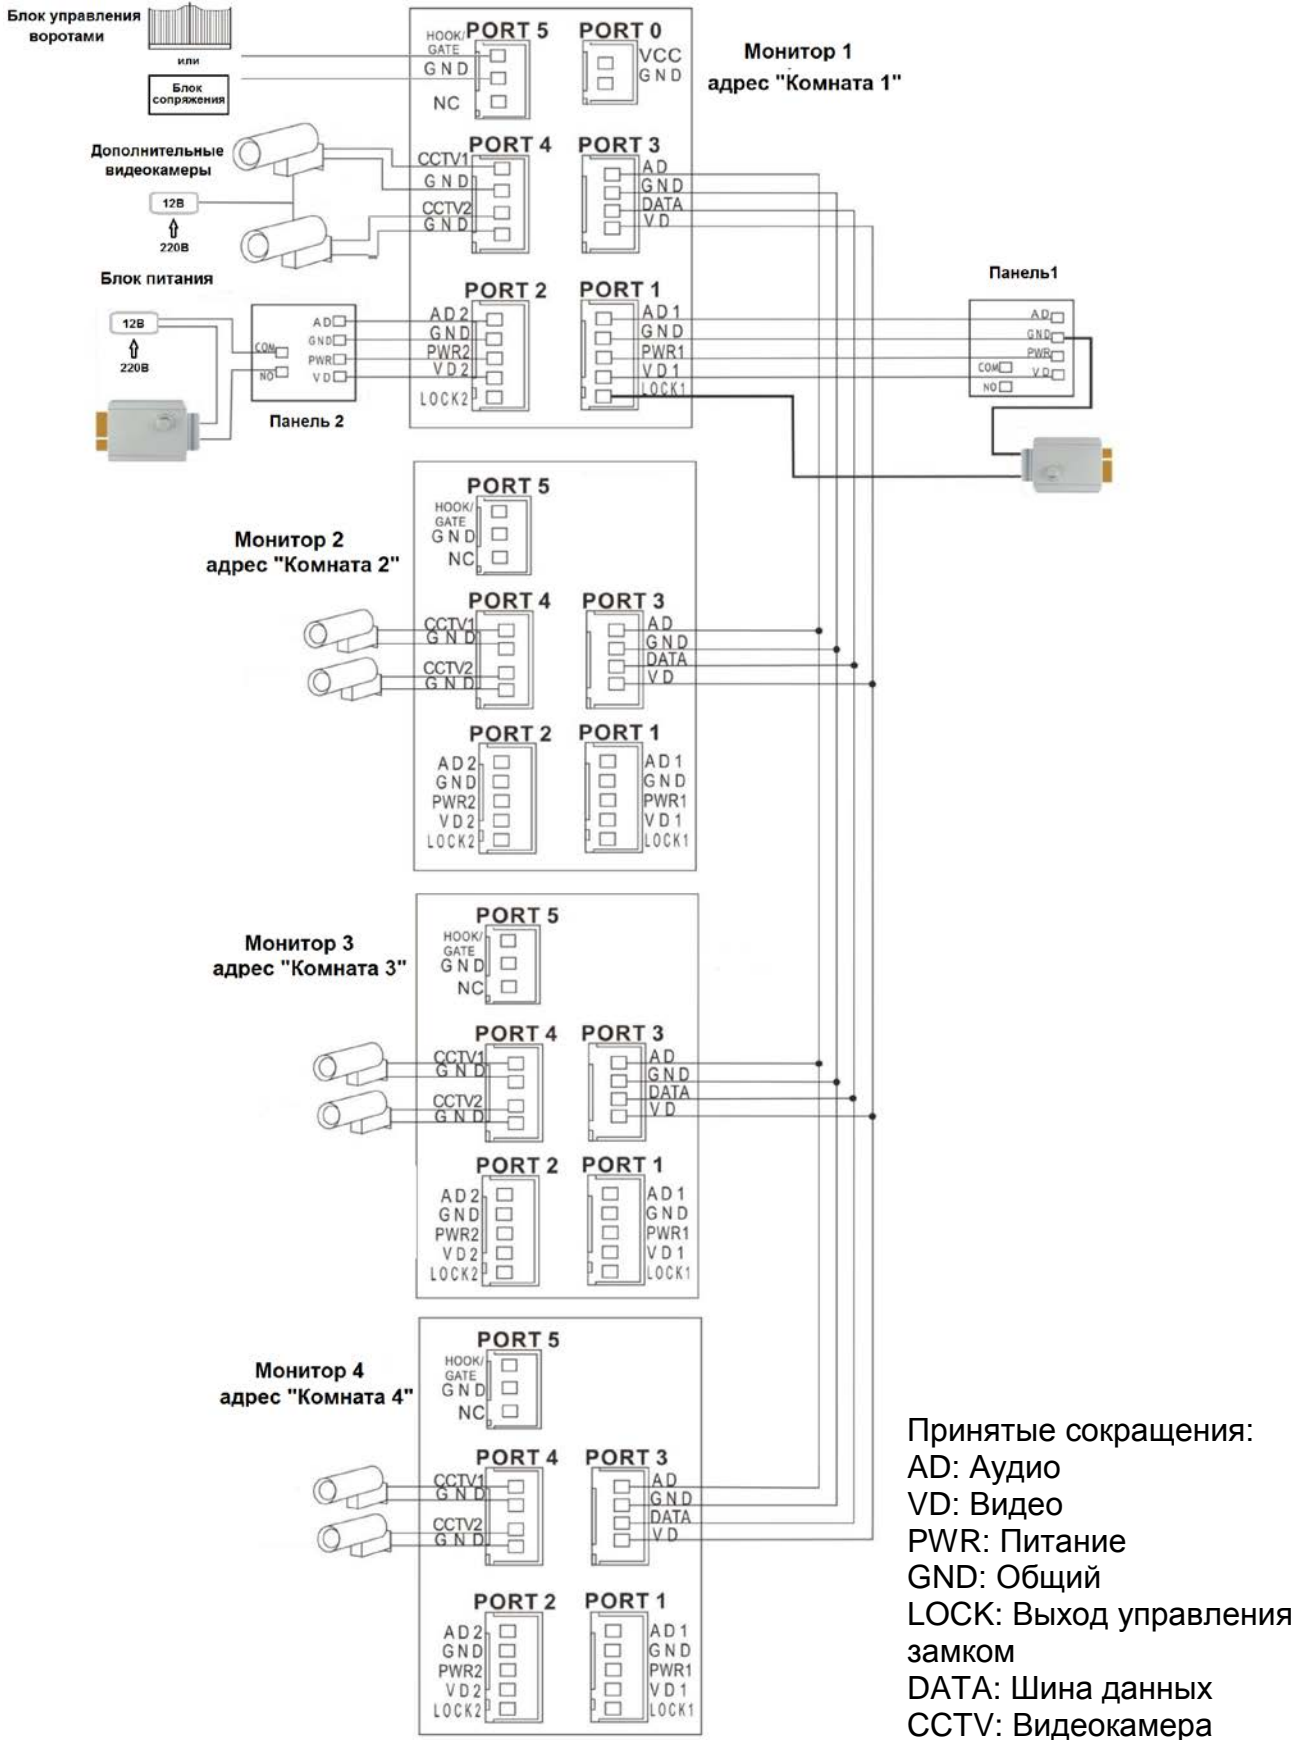 Блок управления
воротами
или
Блок
сопряжения
Дополнительные
видеокамеры
12В
220В
Блок питания
12В
220В
COM
NO
AD
GND
PWR
VD
Панель 2
PORT 5
HOOK/
GATE
GND
NC
PORT 0
VCC
GND
Монитор 1
адрес "Комната 1"
PORT 4
CCTV1
GND
CCTV2
GND
PORT 3
AD
GND
DATA
VD
PORT 2
AD2
GND
PWR2
VD2
LOCK2
PORT 1
AD1
GND
PWR1
VD1
LOCK1
Панель1
AD
GND
PWR
VD
COM
NO
Монитор 2
адрес "Комната 2"
PORT 5
HOOK/
GATE
GND
NC
PORT 4
CCTV1
GND
CCTV2
GND
PORT 3
AD
GND
DATA
VD
PORT 2
AD2
GND
PWR2
VD2
LOCK2
PORT 1
AD1
GND
PWR1
VD1
LOCK1
Монитор 3
адрес "Комната 3"
PORT 5
HOOK/
GATE
GND
NC
PORT 4
CCTV1
GND
CCTV2
GND
PORT 3
AD
GND
DATA
VD
PORT 2
AD2
GND
PWR2
VD2
LOCK2
PORT 1
AD1
GND
PWR1
VD1
LOCK1
Монитор 4
адрес "Комната 4"
PORT 5
HOOK/
GATE
GND
NC
PORT 4
CCTV1
GND
CCTV2
GND
PORT 3
AD
GND
DATA
VD
PORT 2
AD2
GND
PWR2
VD2
LOCK2
PORT 1
AD1
GND
PWR1
VD1
LOCK1
Принятые сокращения:
AD: Аудио
VD: Видео
PWR: Питание
GND: Общий
LOCK: Выход управления
замком
DATA: Шина данных
CCTV: Видеокамера